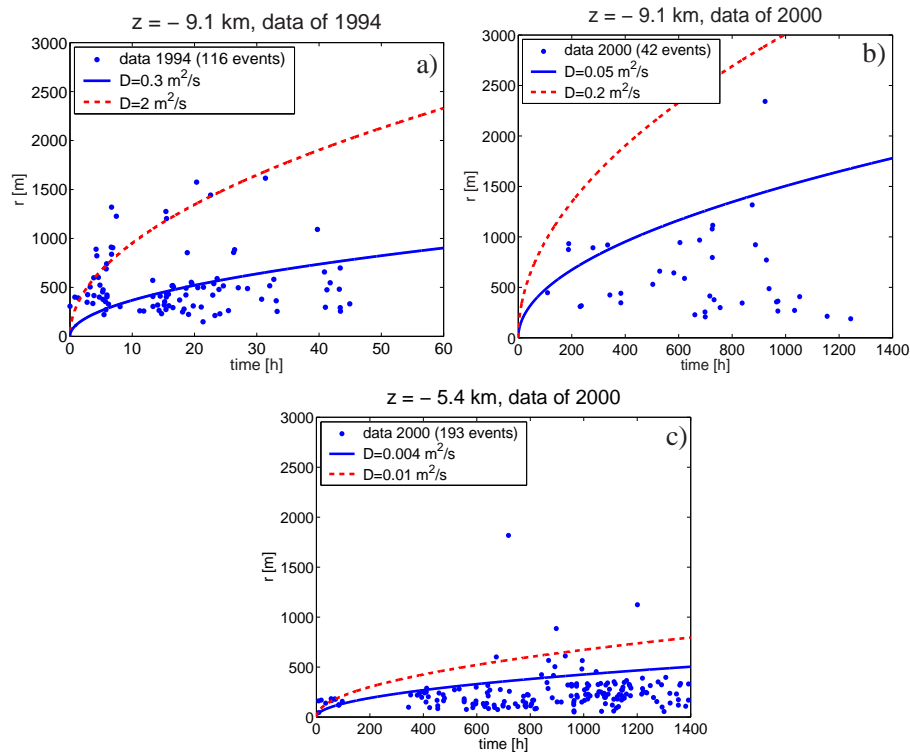 z = − 9.1 km, data of 1994
a)
data 1994 (116 events)
D=0.3 m²/s
D=2 m²/s
3000
2500
2000
1500
1000
500
0
r [m]
0 10 20 30 40 50 60
time [h]
z = − 9.1 km, data of 2000
b)
data 2000 (42 events)
D=0.05 m²/s
D=0.2 m²/s
3000
2500
2000
1500
1000
500
0
r [m]
0 200 400 600 800 1000 1200 1400
time [h]
z = − 5.4 km, data of 2000
c)
data 2000 (193 events)
D=0.004 m²/s
D=0.01 m²/s
3000
2500
2000
1500
1000
500
0
r [m]
0 200 400 600 800 1000 1200 1400
time [h]